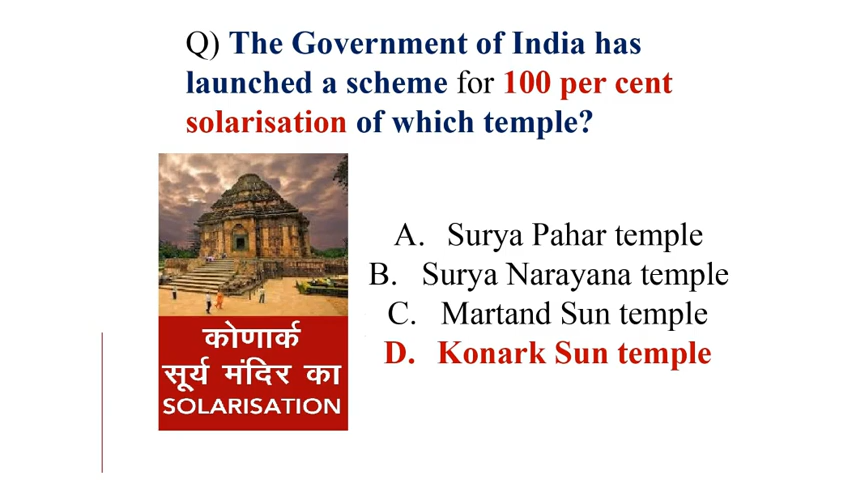 Q) The Government of India has
launched a scheme for 100 per cent
solarisation of which temple?
A. Surya Pahar temple
B. Surya Narayana temple
C. Martand Sun temple
D. Konark Sun temple
कोणार्क
सूर्य मंदिर का
SOLARISATION